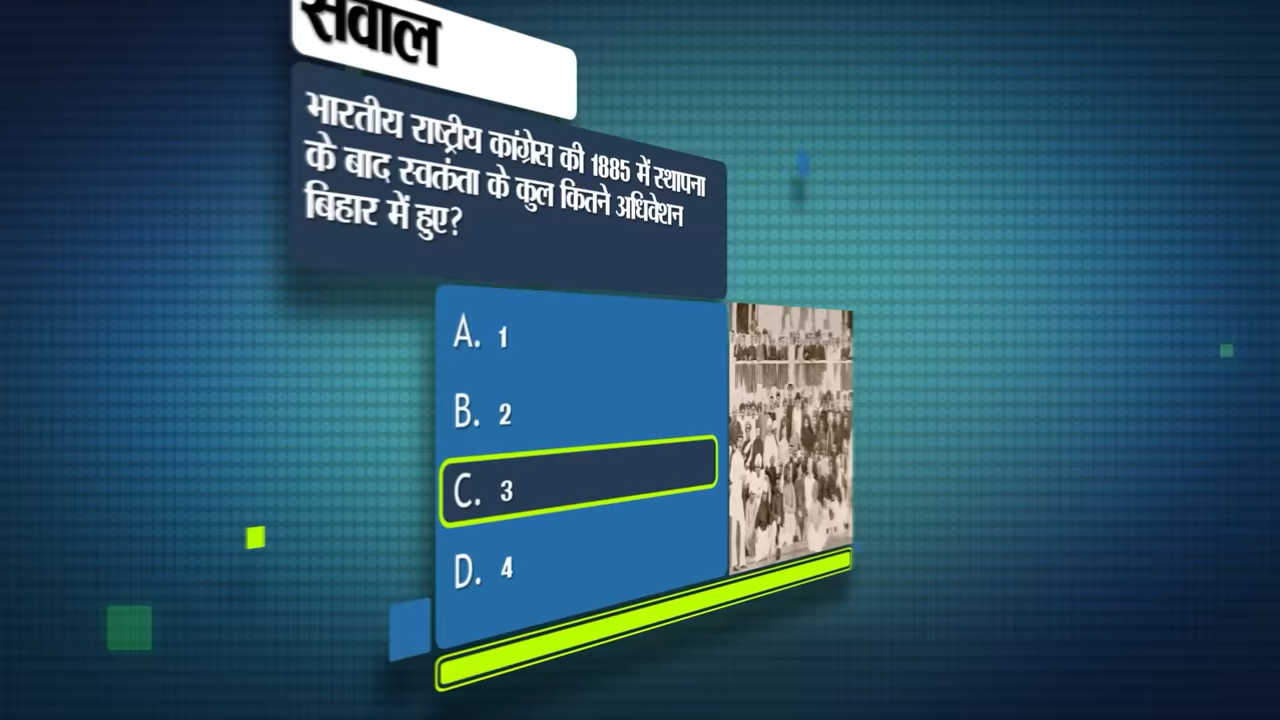 सवाल
भारतीय राष्ट्रीय कांग्रेस की 1885 में स्थापना
के बाद स्वतंत्रता के कुल कितने अधिवेशन
बिहार में हुए?
A. 1
B. 2
C. 3
D. 4